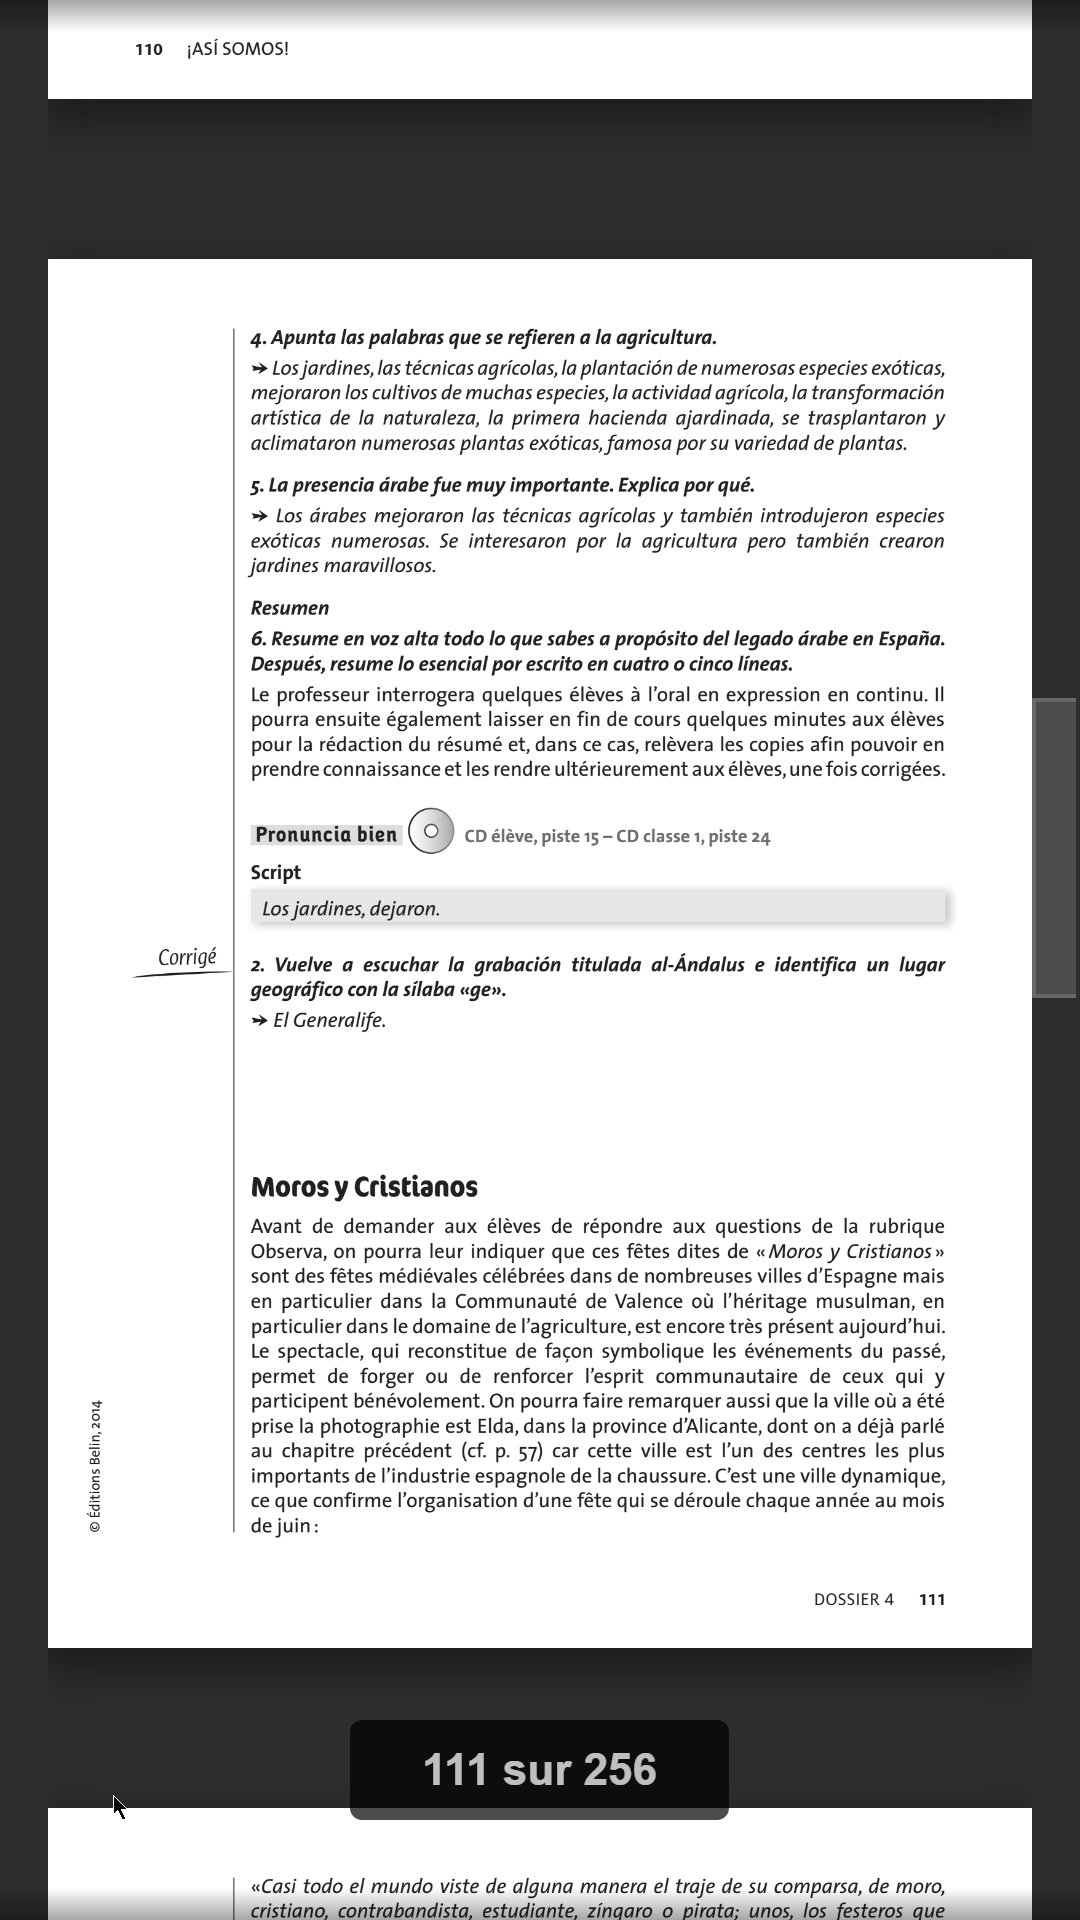 110 ¡ASÍ SOMOS!
4. Apunta las palabras que se refieren a la agricultura.
➳ Los jardines, las técnicas agrícolas, la plantación de numerosas especies exóticas,
mejoraron los cultivos de muchas especies, la actividad agrícola, la transformación
artística de la naturaleza, la primera hacienda ajardinada, se trasplantaron y
aclimataron numerosas plantas exóticas, famosa por su variedad de plantas.
5. La presencia árabe fue muy importante. Explica por qué.
➳ Los árabes mejoraron las técnicas agrícolas y también introdujeron especies
exóticas numerosas. Se interesaron por la agricultura pero también crearon
jardines maravillosos.
Resumen
6. Resume en voz alta todo lo que sabes a propósito del legado árabe en España.
Después, resume lo esencial por escrito en cuatro o cinco líneas.
Le professeur interrogera quelques élèves à l’oral en expression en continu. Il
pourra ensuite également laisser en fin de cours quelques minutes aux élèves
pour la rédaction du résumé et, dans ce cas, relèvera les copies afin pouvoir en
prendre connaissance et les rendre ultérieurement aux élèves, une fois corrigées.
Pronuncia bien CD élève, piste 15 – CD classe 1, piste 24
Script
Los jardines, dejaron.
Corrigé
2. Vuelve a escuchar la grabación titulada al-Ándalus e identifica un lugar
geográfico con la sílaba «ge».
➳ El Generalife.
Moros y Cristianos
Avant de demander aux élèves de répondre aux questions de la rubrique
Observa, on pourra leur indiquer que ces fêtes dites de « Moros y Cristianos »
sont des fêtes médiévales célébrées dans de nombreuses villes d’Espagne mais
en particulier dans la Communauté de Valence où l’héritage musulman, en
particulier dans le domaine de l’agriculture, est encore très présent aujourd’hui.
Le spectacle, qui reconstitue de façon symbolique les événements du passé,
permet de forger ou de renforcer l’esprit communautaire de ceux qui y
participent bénévolement. On pourra faire remarquer aussi que la ville où a été
prise la photographie est Elda, dans la province d’Alicante, dont on a déjà parlé
au chapitre précédent (cf. p. 57) car cette ville est l’un des centres les plus
importants de l’industrie espagnole de la chaussure. C’est une ville dynamique,
ce que confirme l’organisation d’une fête qui se déroule chaque année au mois
de juin :
© Éditions Belin, 2014
DOSSIER 4 111
111 sur 256
«Casi todo el mundo viste de alguna manera el traje de su comparsa, de moro,
cristiano, contrabandista, estudiante, zíngaro o pirata; unos, los festeros que